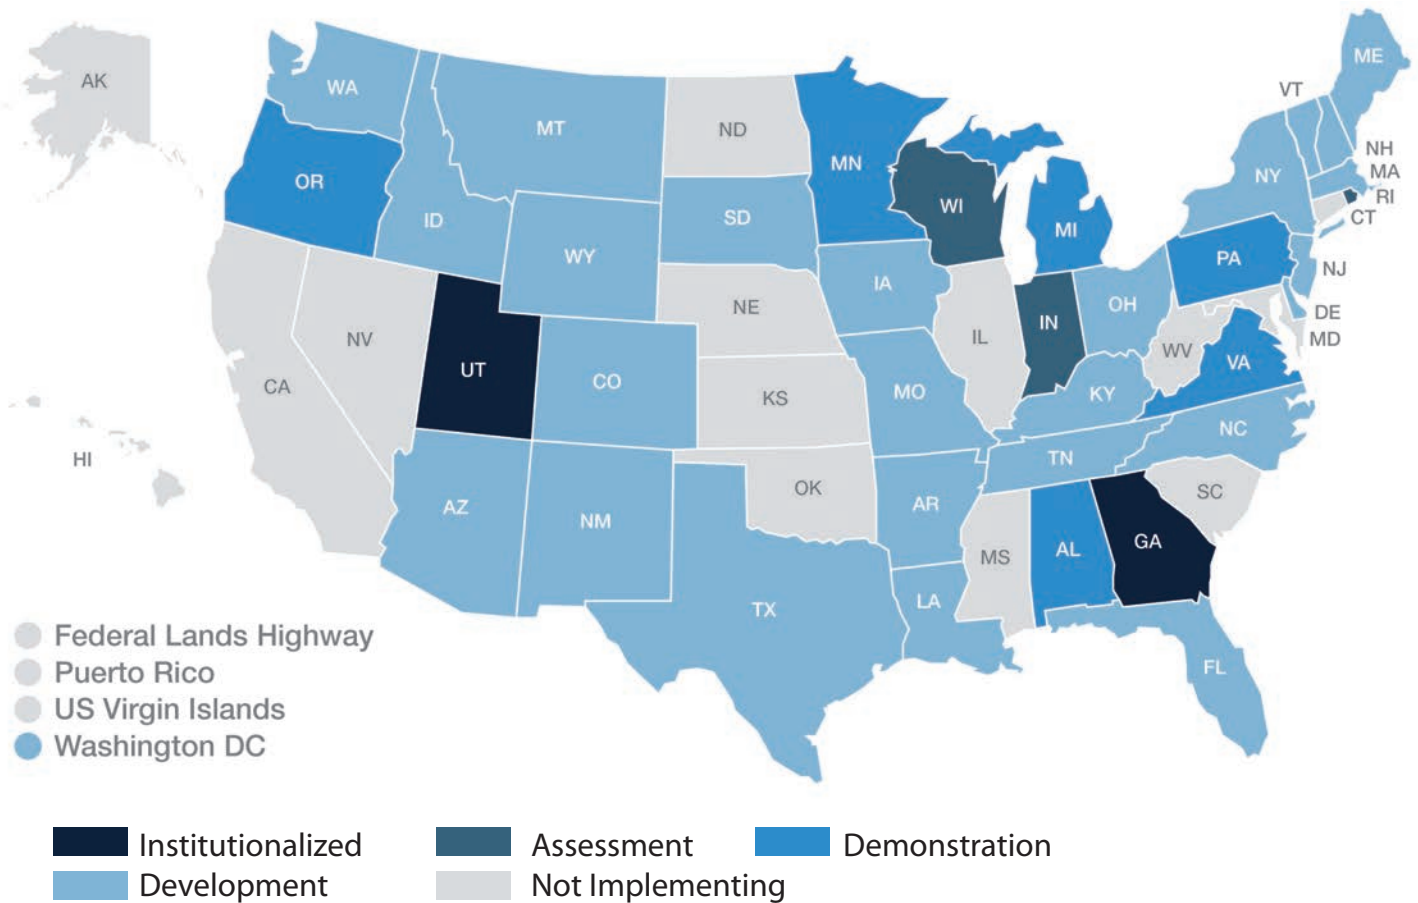 AK
WA
MT
ND
MN
ME
VT
NH
MA
RI
CT
OR
ID
SD
WI
MI
NY
WY
PA
NJ
IA
NE
OH
IN
IL
DE
MD
NV
UT
CO
WV
VA
CA
KS
MO
KY
NC
HI
TN
AZ
NM
OK
AR
SC
MS
AL
GA
TX
LA
FL
Federal Lands Highway
Puerto Rico
US Virgin Islands
Washington DC
Institutionalized
Assessment
Demonstration
Development
Not Implementing